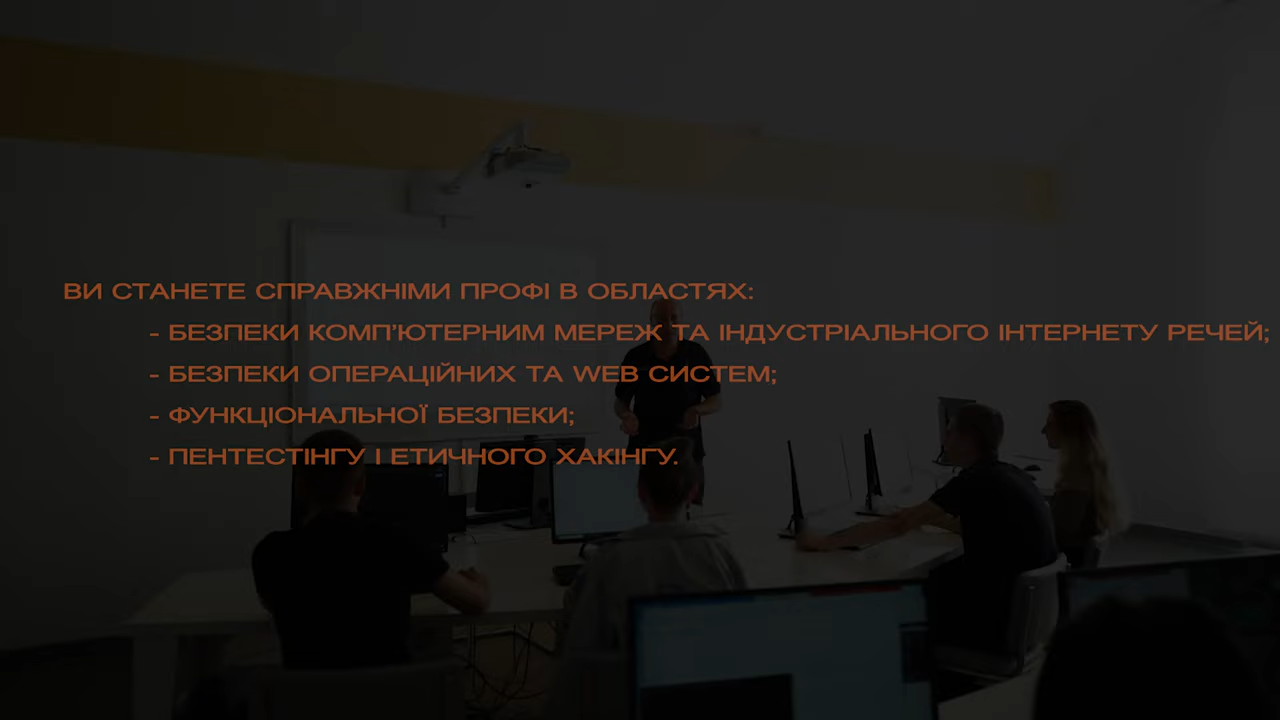 ВИ СТАНЕТЕ СПРАВЖНІМИ ПРОФІ В ОБЛАСТЯХ:
- БЕЗПЕКИ КОМП'ЮТЕРНИМ МЕРЕЖ ТА ІНДУСТРІАЛЬНОГО ІНТЕРНЕТУ РЕЧЕЙ;
- БЕЗПЕКИ ОПЕРАЦІЙНИХ ТА WEB СИСТЕМ;
- ФУНКЦІОНАЛЬНОЇ БЕЗПЕКИ;
- ПЕНТЕСТІНГУ І ЕТИЧНОГО ХАКІНГУ.